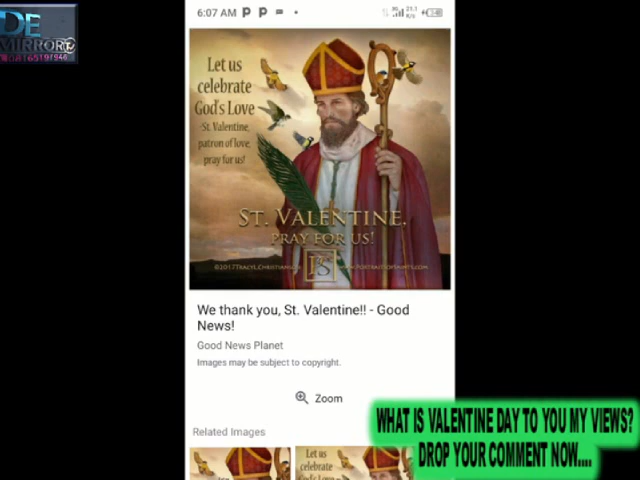 DE
MIRROR TV
6:07 AM
Let us
celebrate
God's Love
-St. Valentine,
patron of love,
pray for us!
ST. VALENTINE,
PRAY FOR US!
We thank you, St. Valentine!! - Good
News!
Good News Planet
Images may be subject to copyright.
Zoom
Related Images
Let us
celebrate
God's Love
WHAT IS VALENTINE DAY TO YOU MY VIEWS?
DROP YOUR COMMENT NOW....